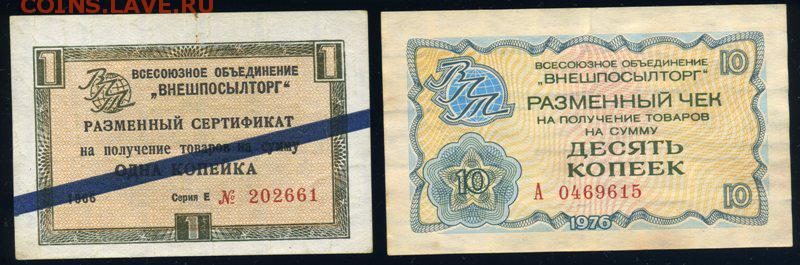 COINS.LAVE.RU
1
1
ВПТ
ВСЕСОЮЗНОЕ ОБЪЕДИНЕНИЕ
„ВНЕШПОСЫЛТОРГ“
РАЗМЕННЫЙ СЕРТИФИКАТ
на получение товаров на сумму
ОДНА КОПЕЙКА
1966 Серия Е № 202661
1
10
ВПТ
ВСЕСОЮЗНОЕ ОБЪЕДИНЕНИЕ
„ВНЕШПОСЫЛТОРГ“
РАЗМЕННЫЙ ЧЕК
НА ПОЛУЧЕНИЕ ТОВАРОВ
НА СУММУ
ДЕСЯТЬ
КОПЕЕК
10
А 0469615
10
1976